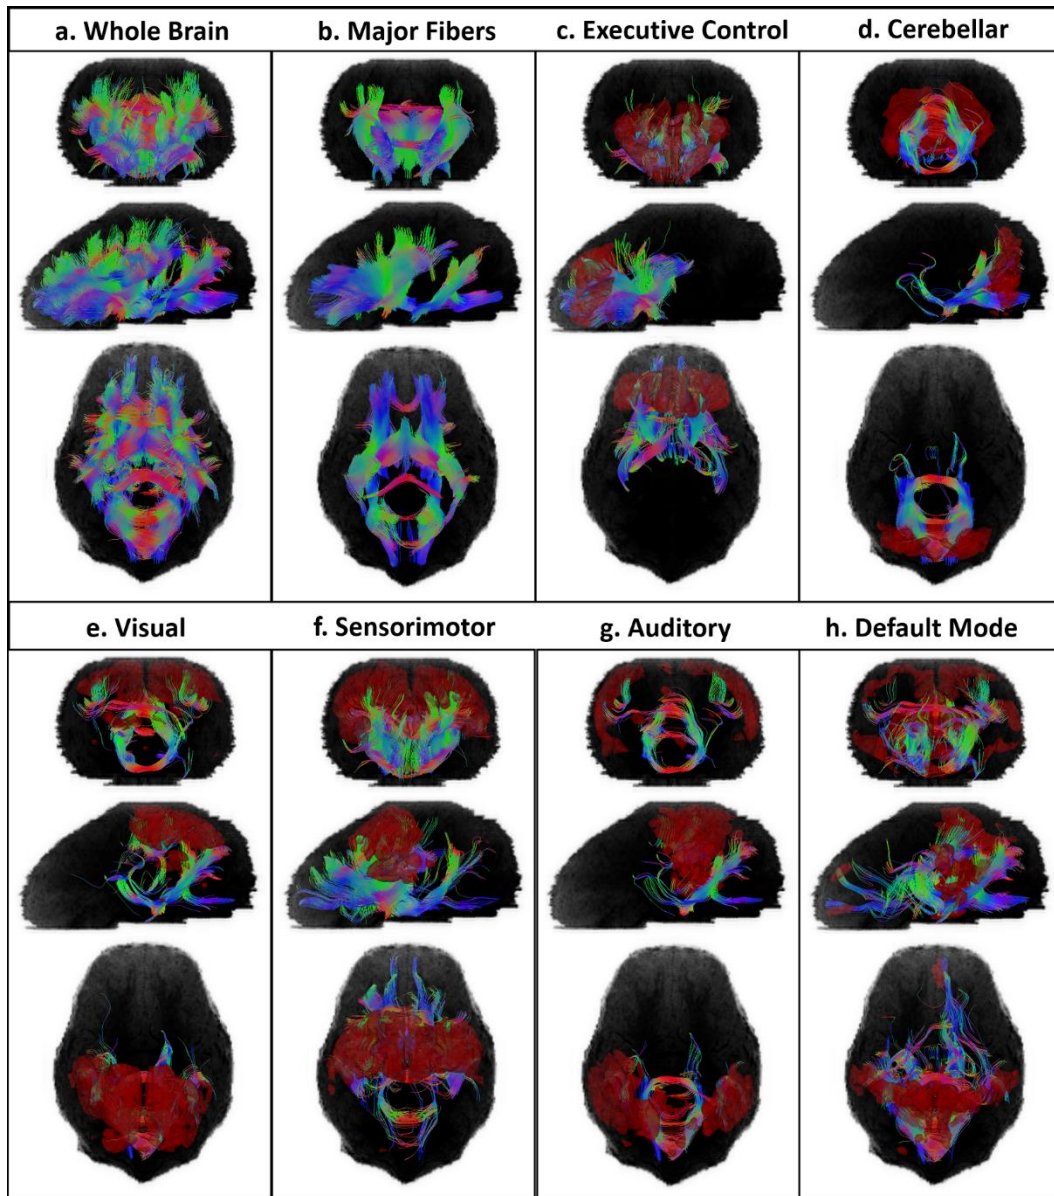 a. Whole Brain
b. Major Fibers
c. Executive Control
d. Cerebellar
e. Visual
f. Sensorimotor
g. Auditory
h. Default Mode